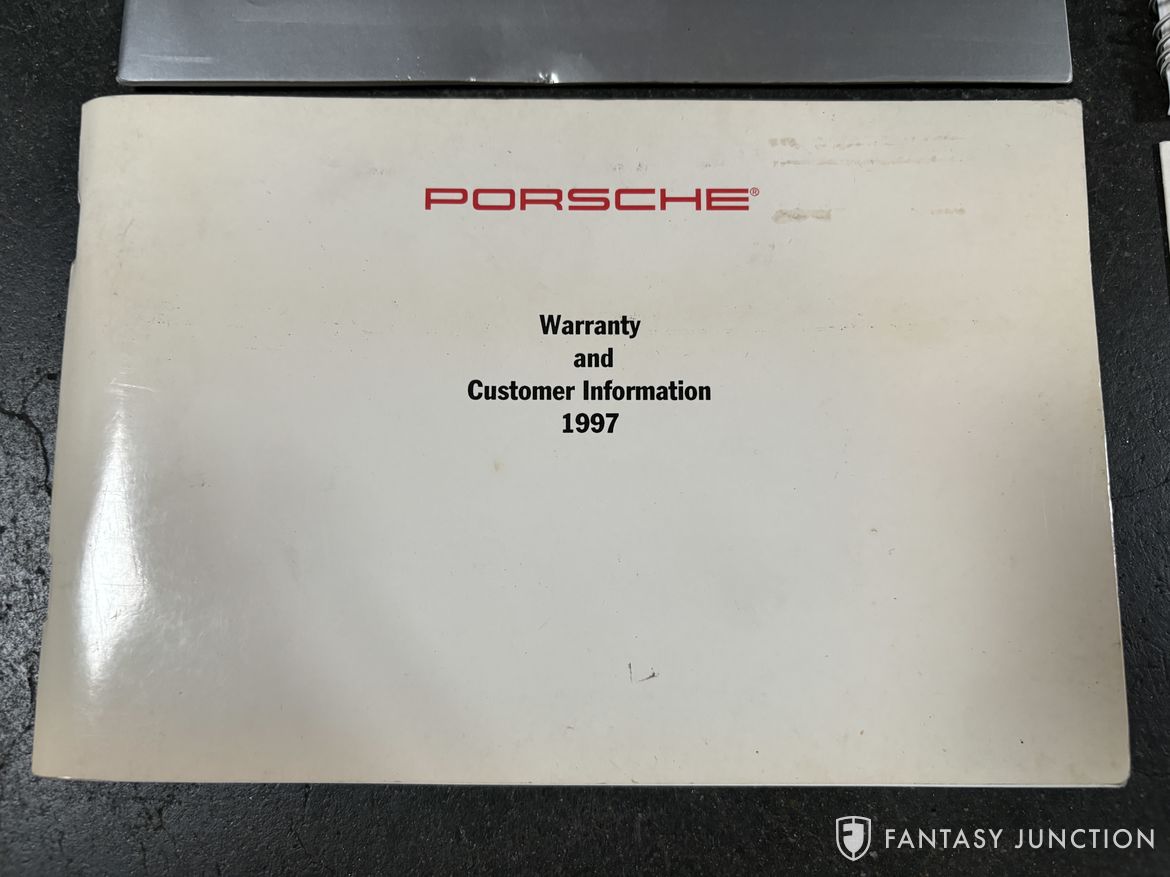 PORSCHE®
Warranty
and
Customer Information
1997
FANTASY JUNCTION